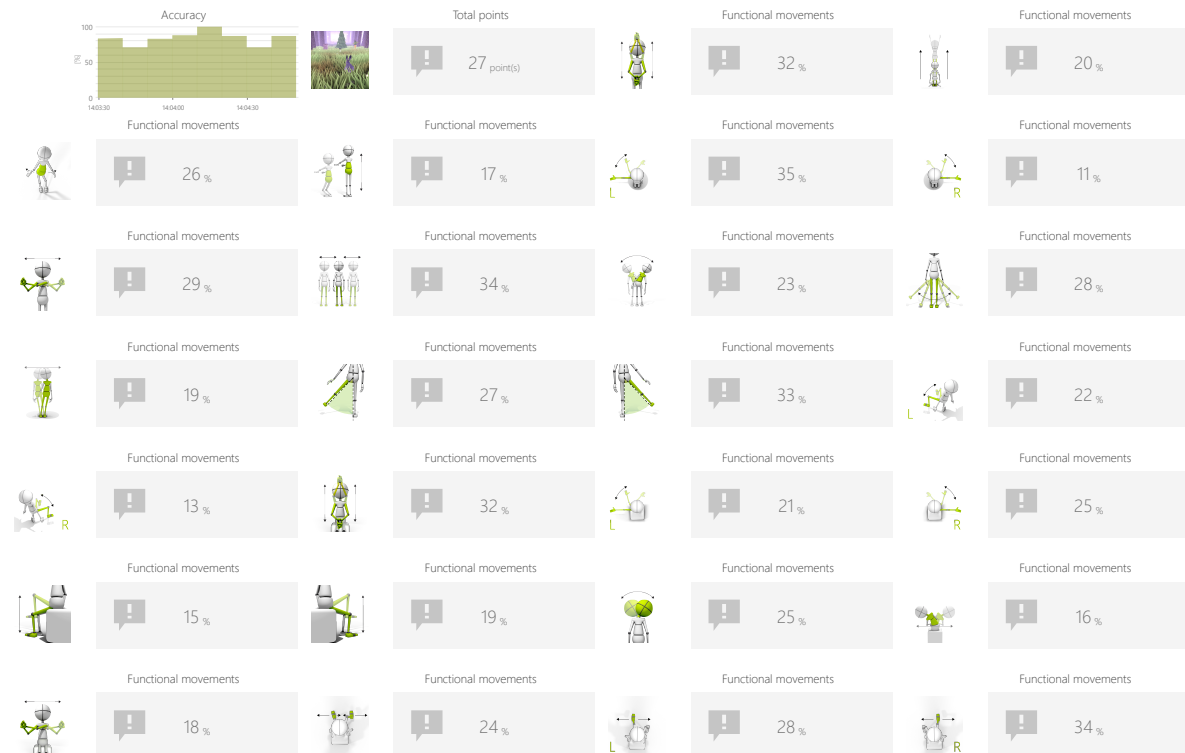 Accuracy
Total points
Functional movements
Functional movements
100
[%]
50
0
14:03:30
14:04:00
14:04:30
27 point(s)
32 %
20 %
Functional movements
Functional movements
Functional movements
Functional movements
26 %
17 %
L
35 %
R
11 %
Functional movements
Functional movements
Functional movements
Functional movements
29 %
34 %
23 %
28 %
Functional movements
Functional movements
Functional movements
Functional movements
19 %
27 %
33 %
L
22 %
Functional movements
Functional movements
Functional movements
Functional movements
R
13 %
32 %
L
21 %
R
25 %
Functional movements
Functional movements
Functional movements
Functional movements
15 %
19 %
25 %
16 %
Functional movements
Functional movements
Functional movements
Functional movements
18 %
24 %
L
28 %
R
34 %